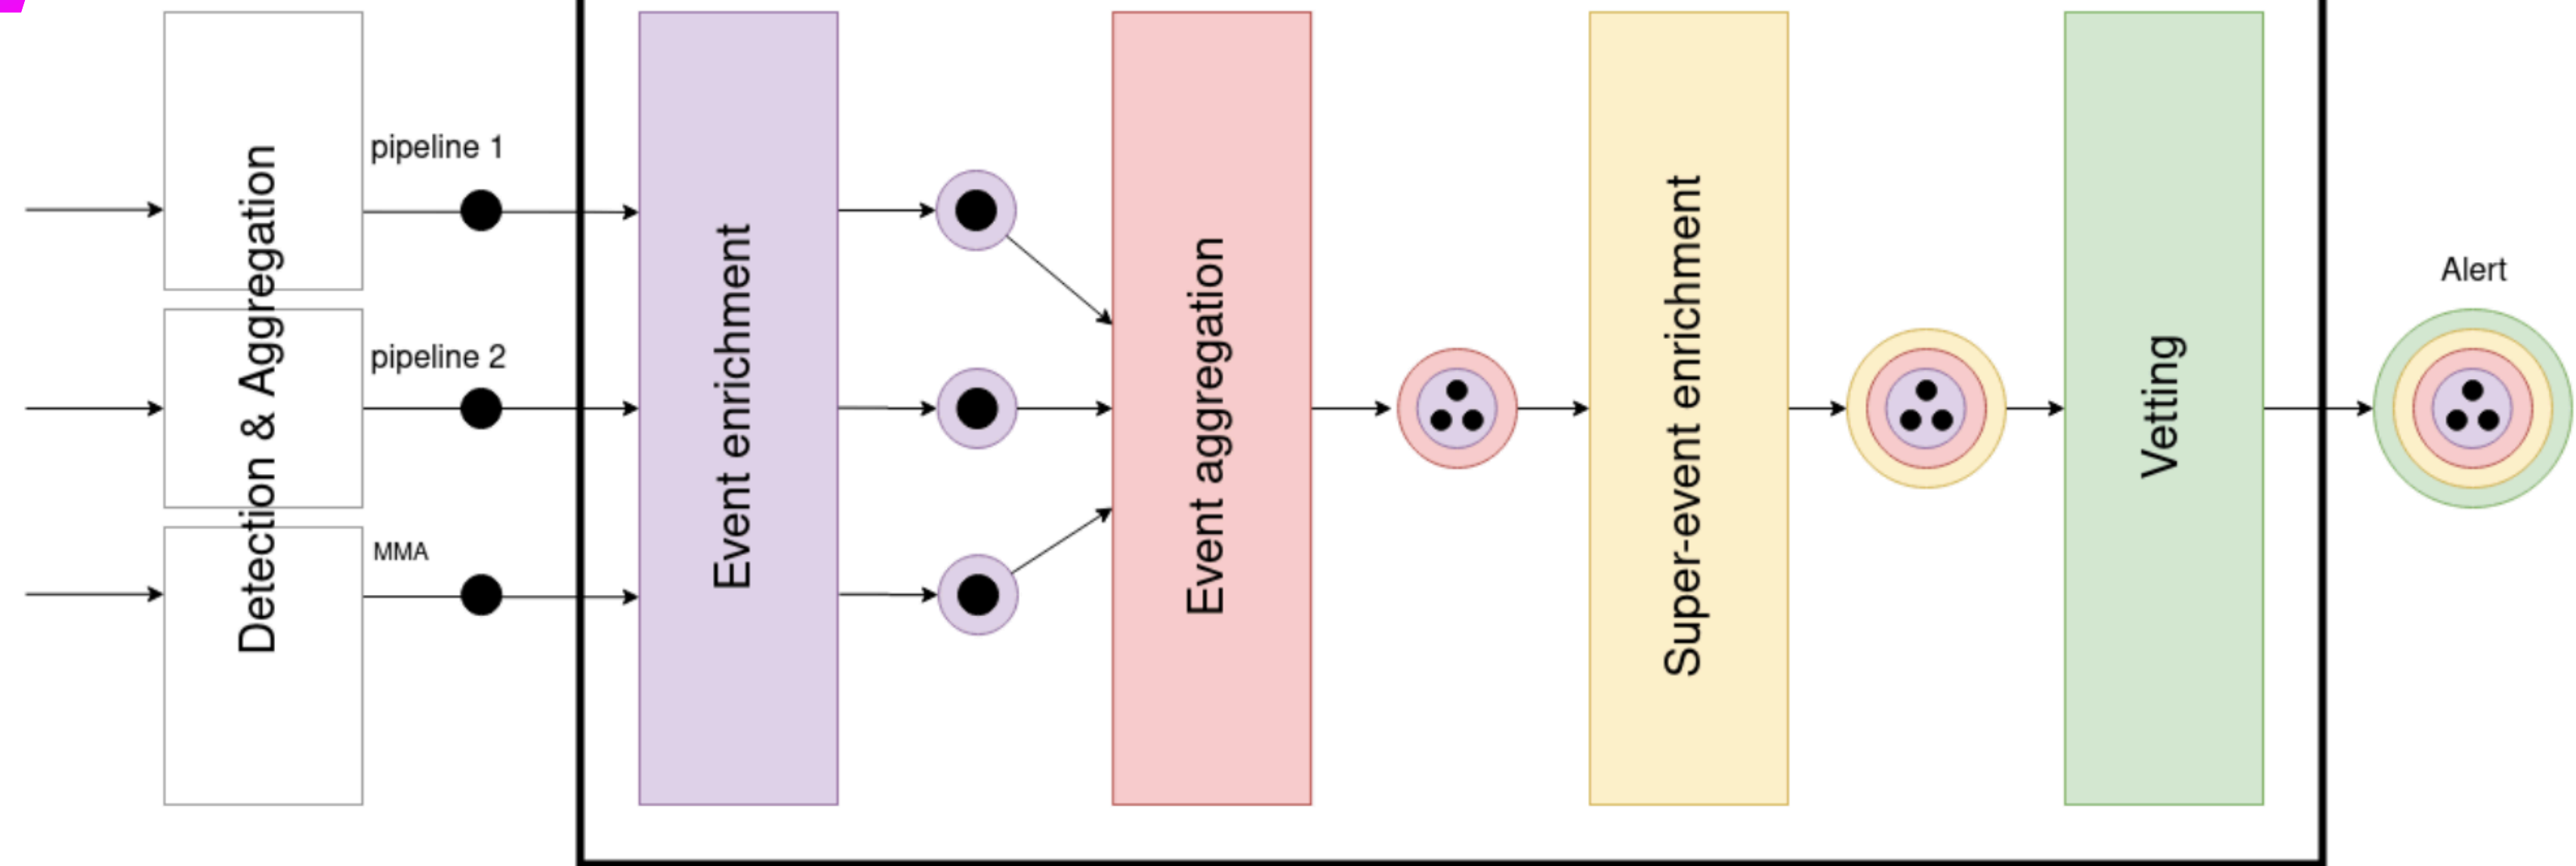 Detection & Aggregation
pipeline 1
pipeline 2
MMA
Event enrichment
Event aggregation
Super-event enrichment
Vetting
Alert